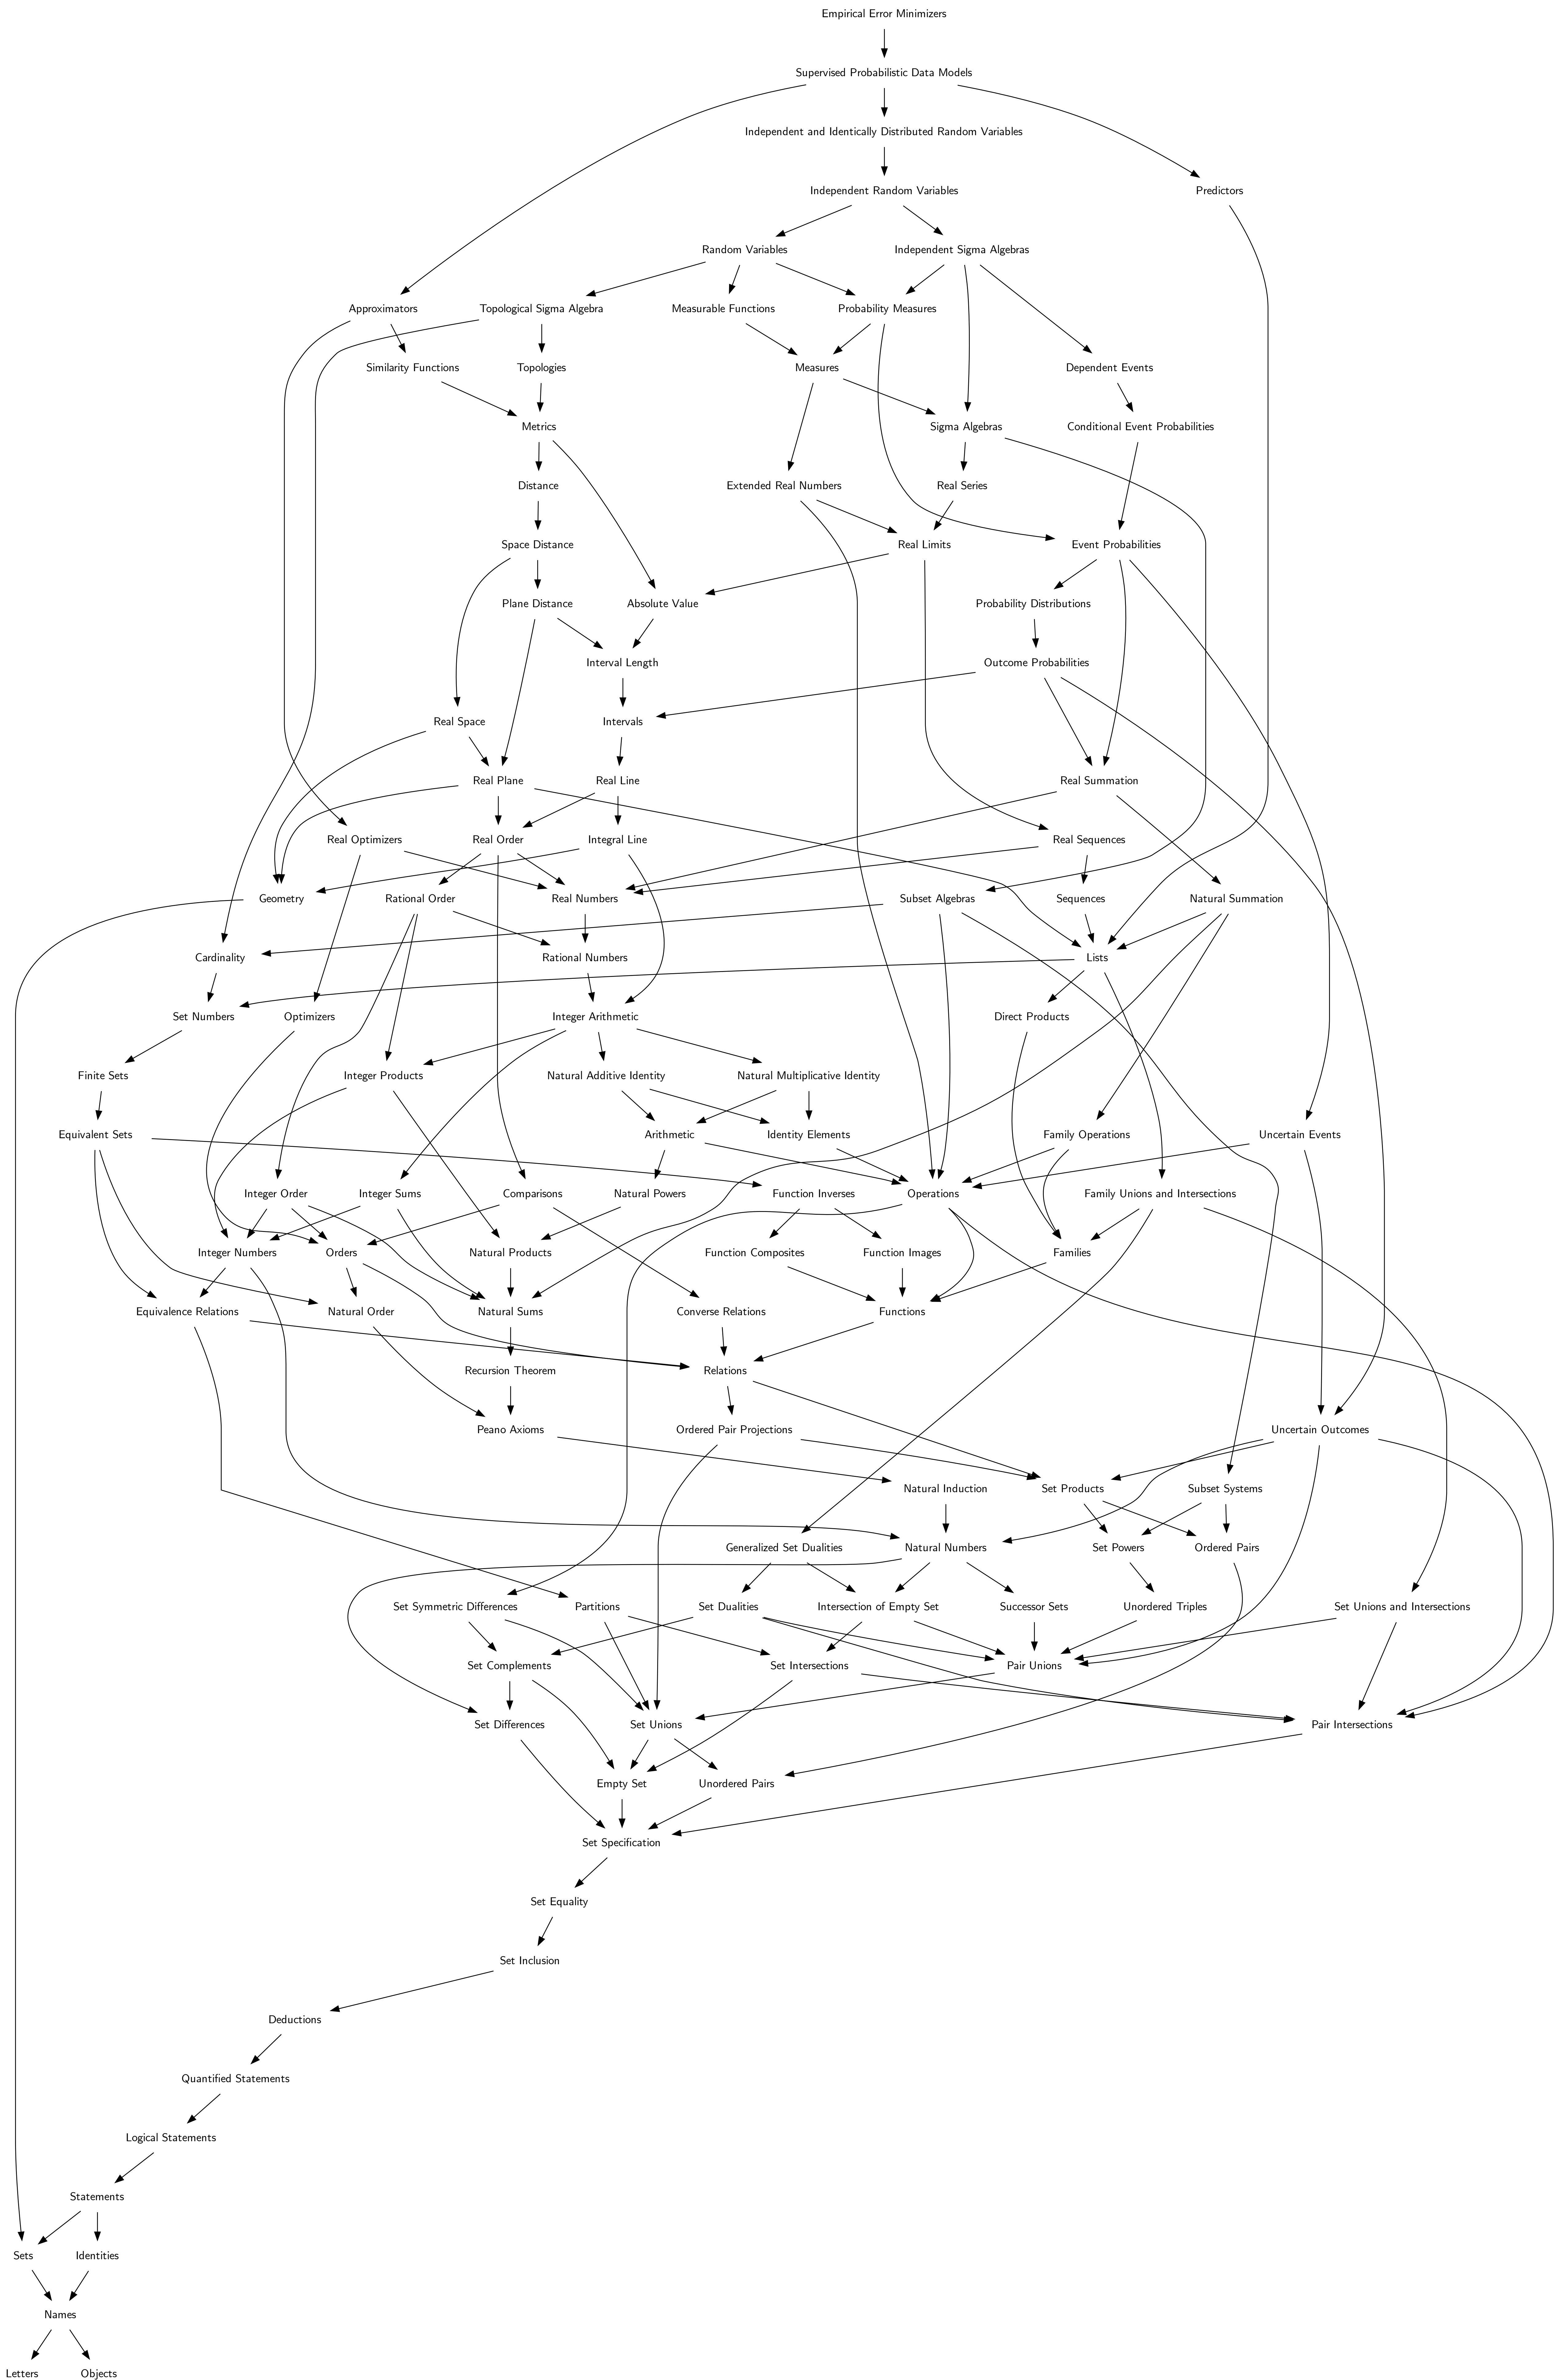 Empirical Error Minimizers
Supervised Probabilistic Data Models
Independent and Identically Distributed Random Variables
Independent Random Variables
Predictors
Random Variables
Independent Sigma Algebras
Approximators
Topological Sigma Algebra
Measurable Functions
Probability Measures
Similarity Functions
Topologies
Measures
Dependent Events
Metrics
Sigma Algebras
Conditional Event Probabilities
Distance
Extended Real Numbers
Real Series
Space Distance
Real Limits
Event Probabilities
Plane Distance
Absolute Value
Probability Distributions
Interval Length
Outcome Probabilities
Real Space
Intervals
Real Plane
Real Line
Real Summation
Real Optimizers
Real Order
Integral Line
Real Sequences
Geometry
Rational Order
Real Numbers
Subset Algebras
Sequences
Natural Summation
Cardinality
Rational Numbers
Lists
Set Numbers
Optimizers
Integer Arithmetic
Direct Products
Finite Sets
Integer Products
Natural Additive Identity
Natural Multiplicative Identity
Equivalent Sets
Arithmetic
Identity Elements
Family Operations
Uncertain Events
Integer Order
Integer Sums
Comparisons
Natural Powers
Function Inverses
Operations
Family Unions and Intersections
Integer Numbers
Orders
Natural Products
Function Composites
Function Images
Families
Equivalence Relations
Natural Order
Natural Sums
Converse Relations
Functions
Recursion Theorem
Relations
Peano Axioms
Ordered Pair Projections
Uncertain Outcomes
Natural Induction
Set Products
Subset Systems
Generalized Set Dualities
Natural Numbers
Set Powers
Ordered Pairs
Set Symmetric Differences
Partitions
Set Dualities
Intersection of Empty Set
Successor Sets
Unordered Triples
Set Unions and Intersections
Set Complements
Set Intersections
Pair Unions
Set Differences
Set Unions
Pair Intersections
Empty Set
Unordered Pairs
Set Specification
Set Equality
Set Inclusion
Deductions
Quantified Statements
Logical Statements
Statements
Sets
Identities
Names
Letters
Objects